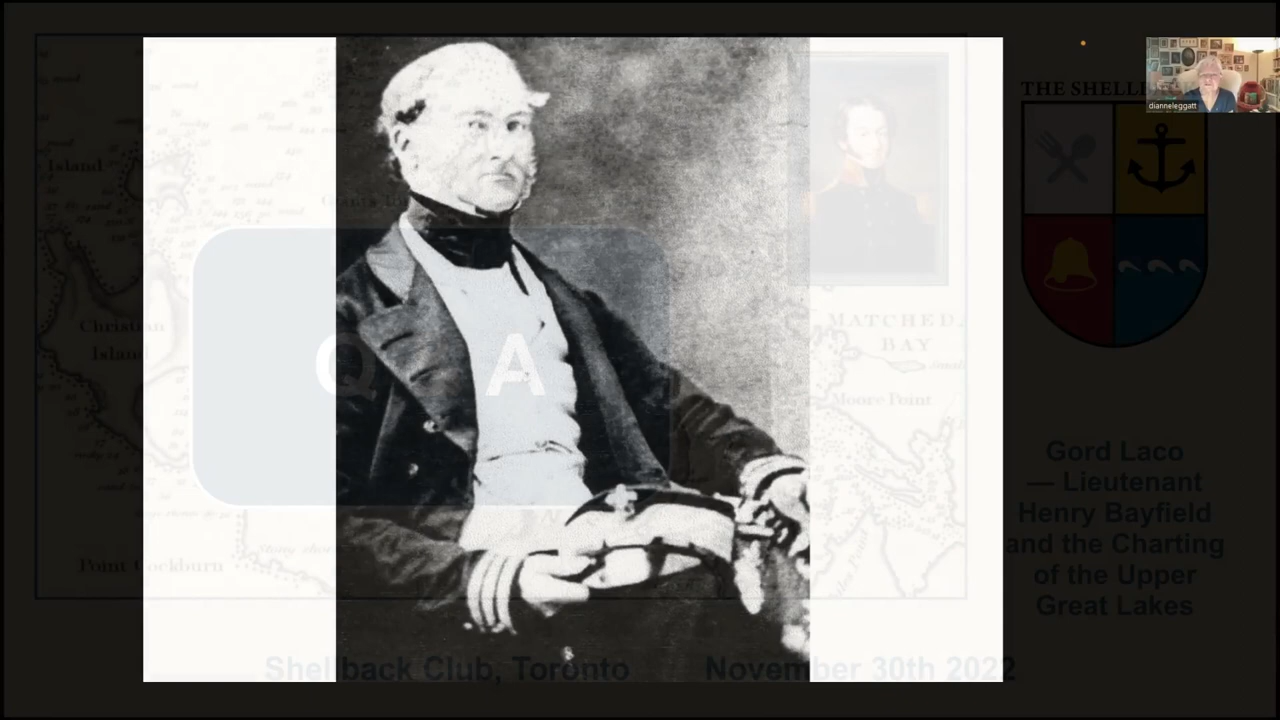 THE SHELL
dianneleggatt
Island
Christian
Island
Q A
MATCHED.
BAY
Moore Point
Point Cockburn
Gord Laco
— Lieutenant
Henry Bayfield
and the Charting
of the Upper
Great Lakes
Shellback Club, Toronto November 30th 2022